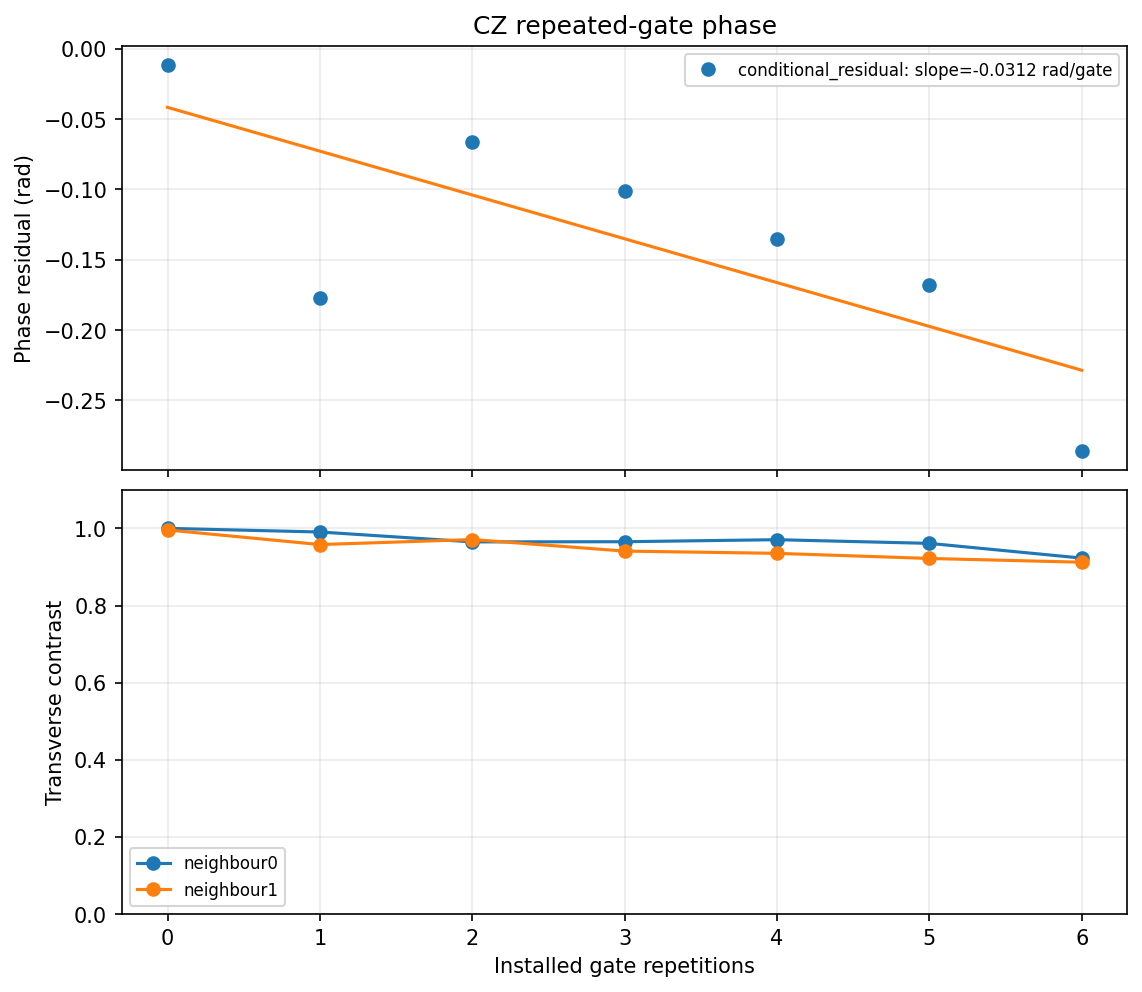 CZ repeated-gate phase
conditional_residual: slope=-0.0312 rad/gate
Phase residual (rad)
0.00
−0.05
−0.10
−0.15
−0.20
−0.25
Transverse contrast
1.0
0.8
0.6
0.4
0.2
0.0
neighbour0
neighbour1
0 1 2 3 4 5 6
Installed gate repetitions